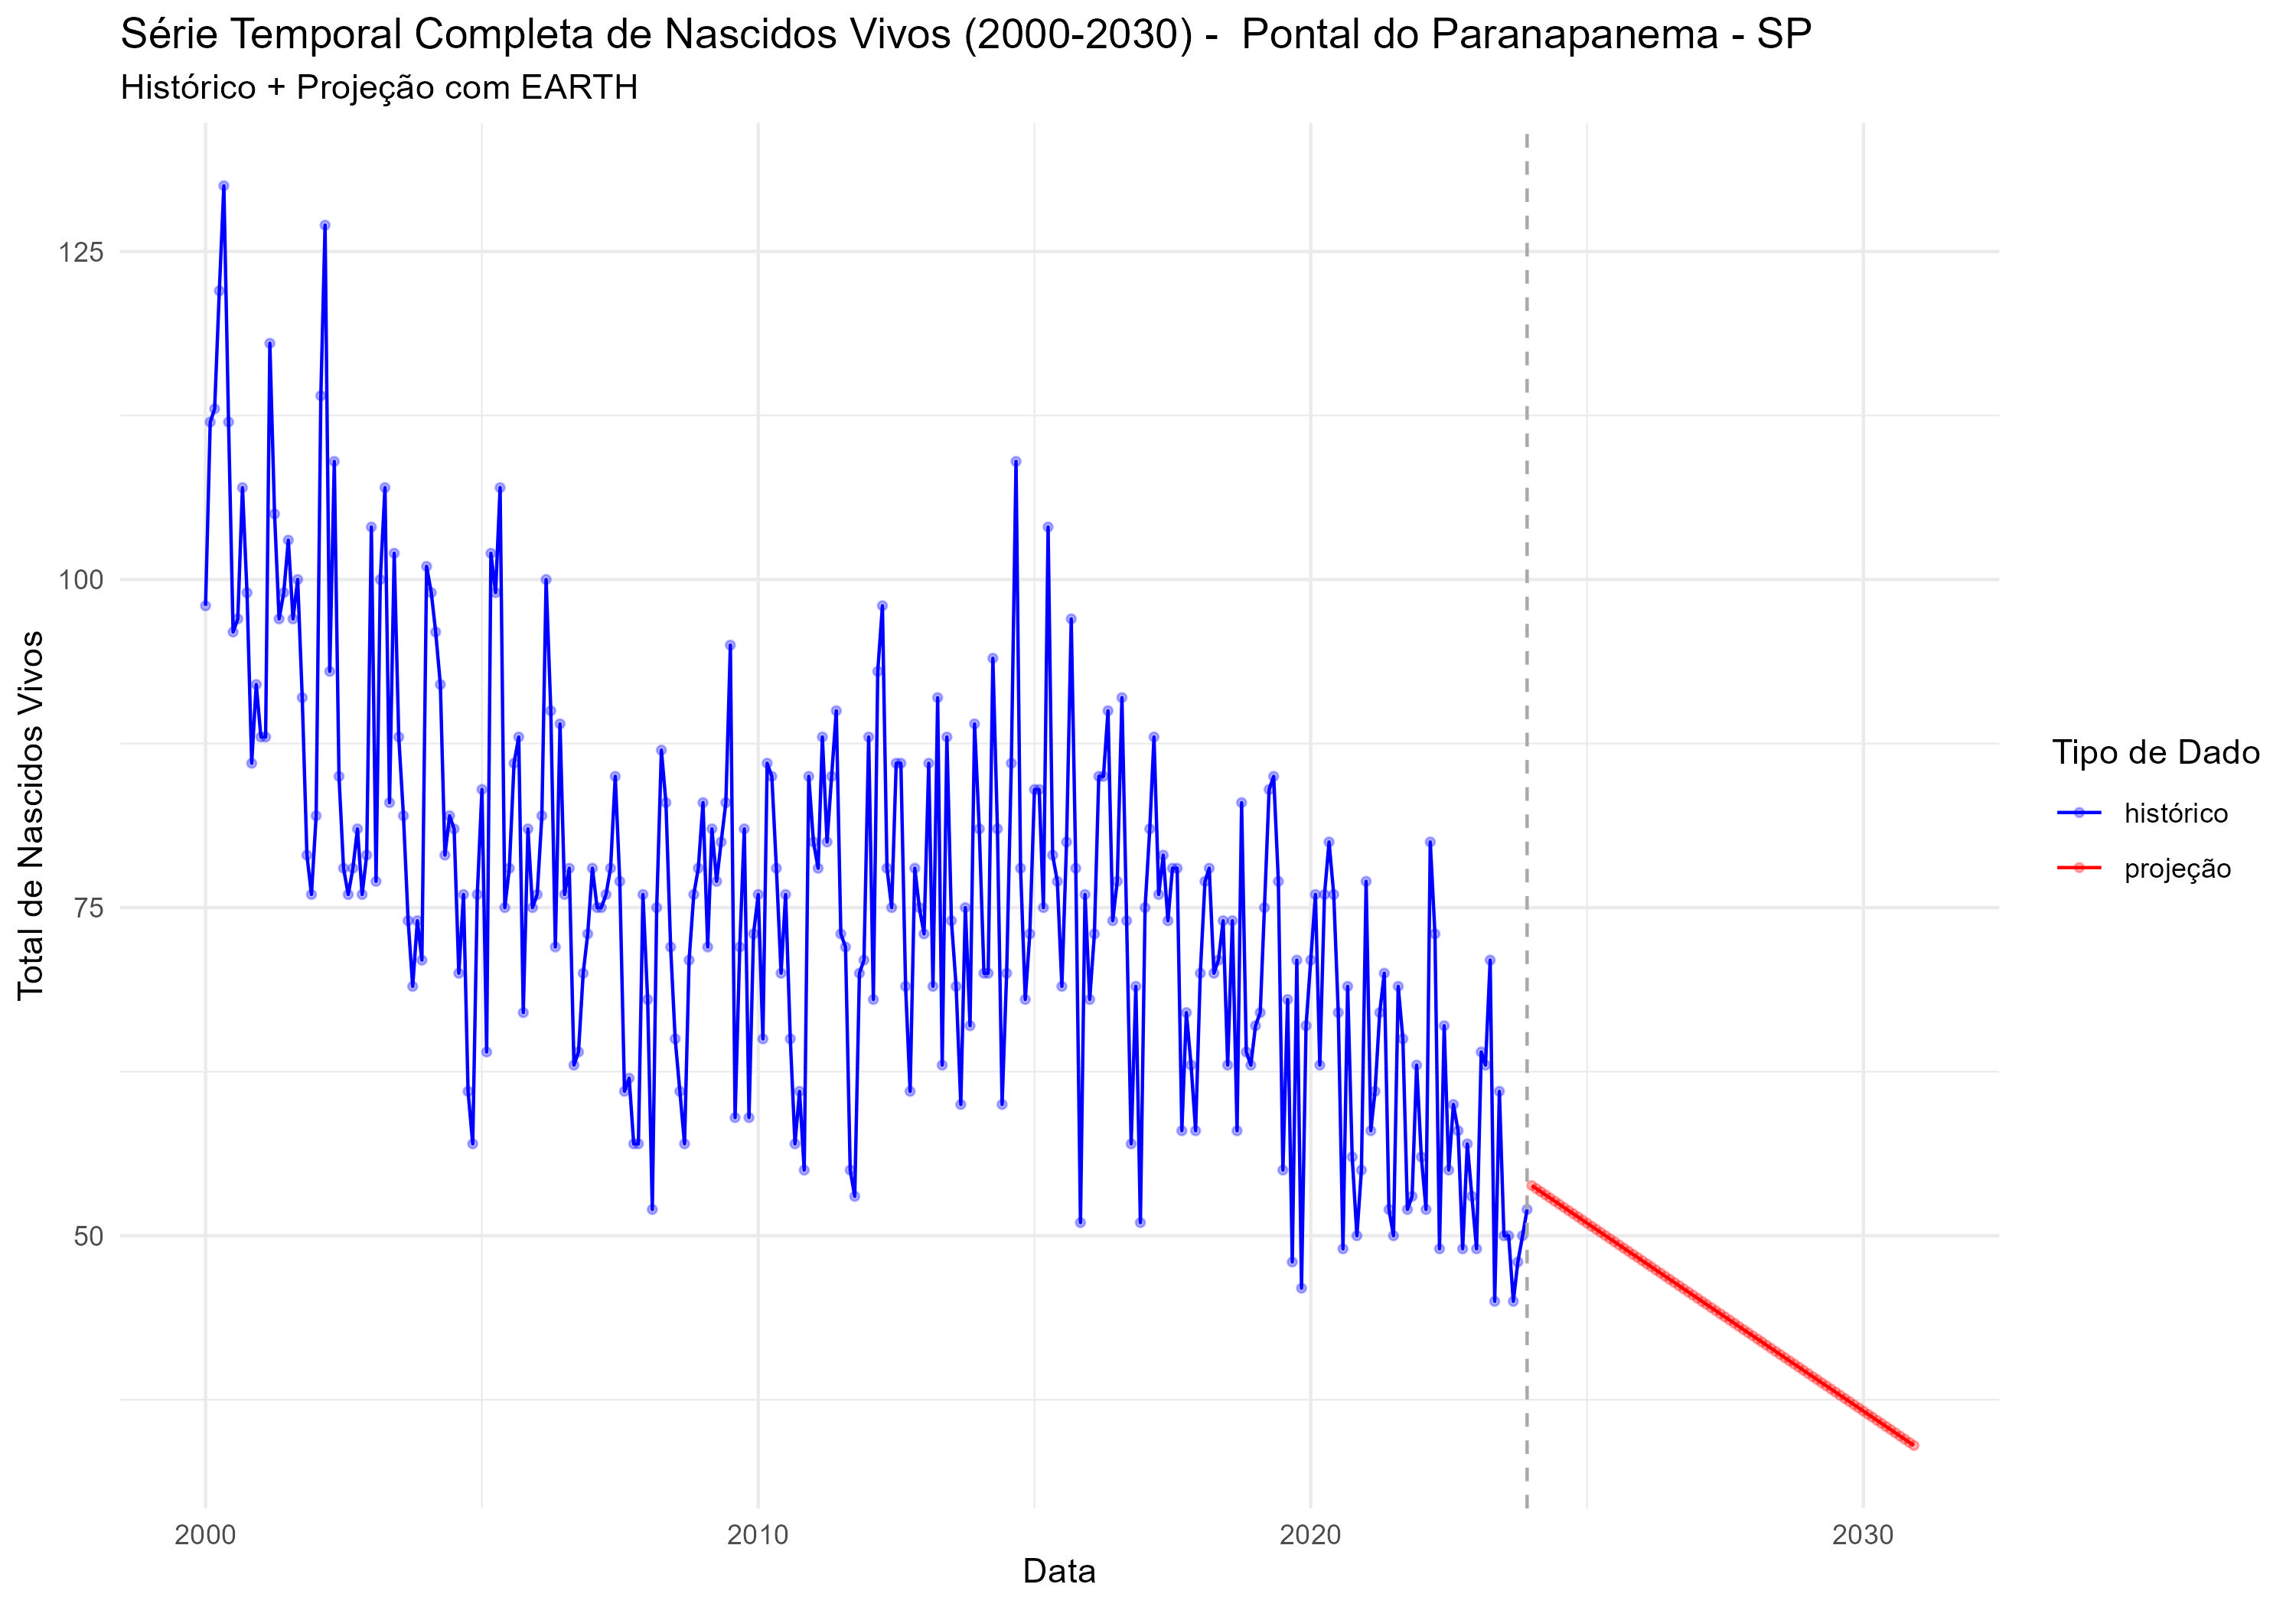 Série Temporal Completa de Nascidos Vivos (2000-2030) -  Pontal do Paranapanema - SP
Histórico + Projeção com EARTH
Total de Nascidos Vivos
125
100
75
50
2000
2010
2020
2030
Data
Tipo de Dado
histórico
projeção